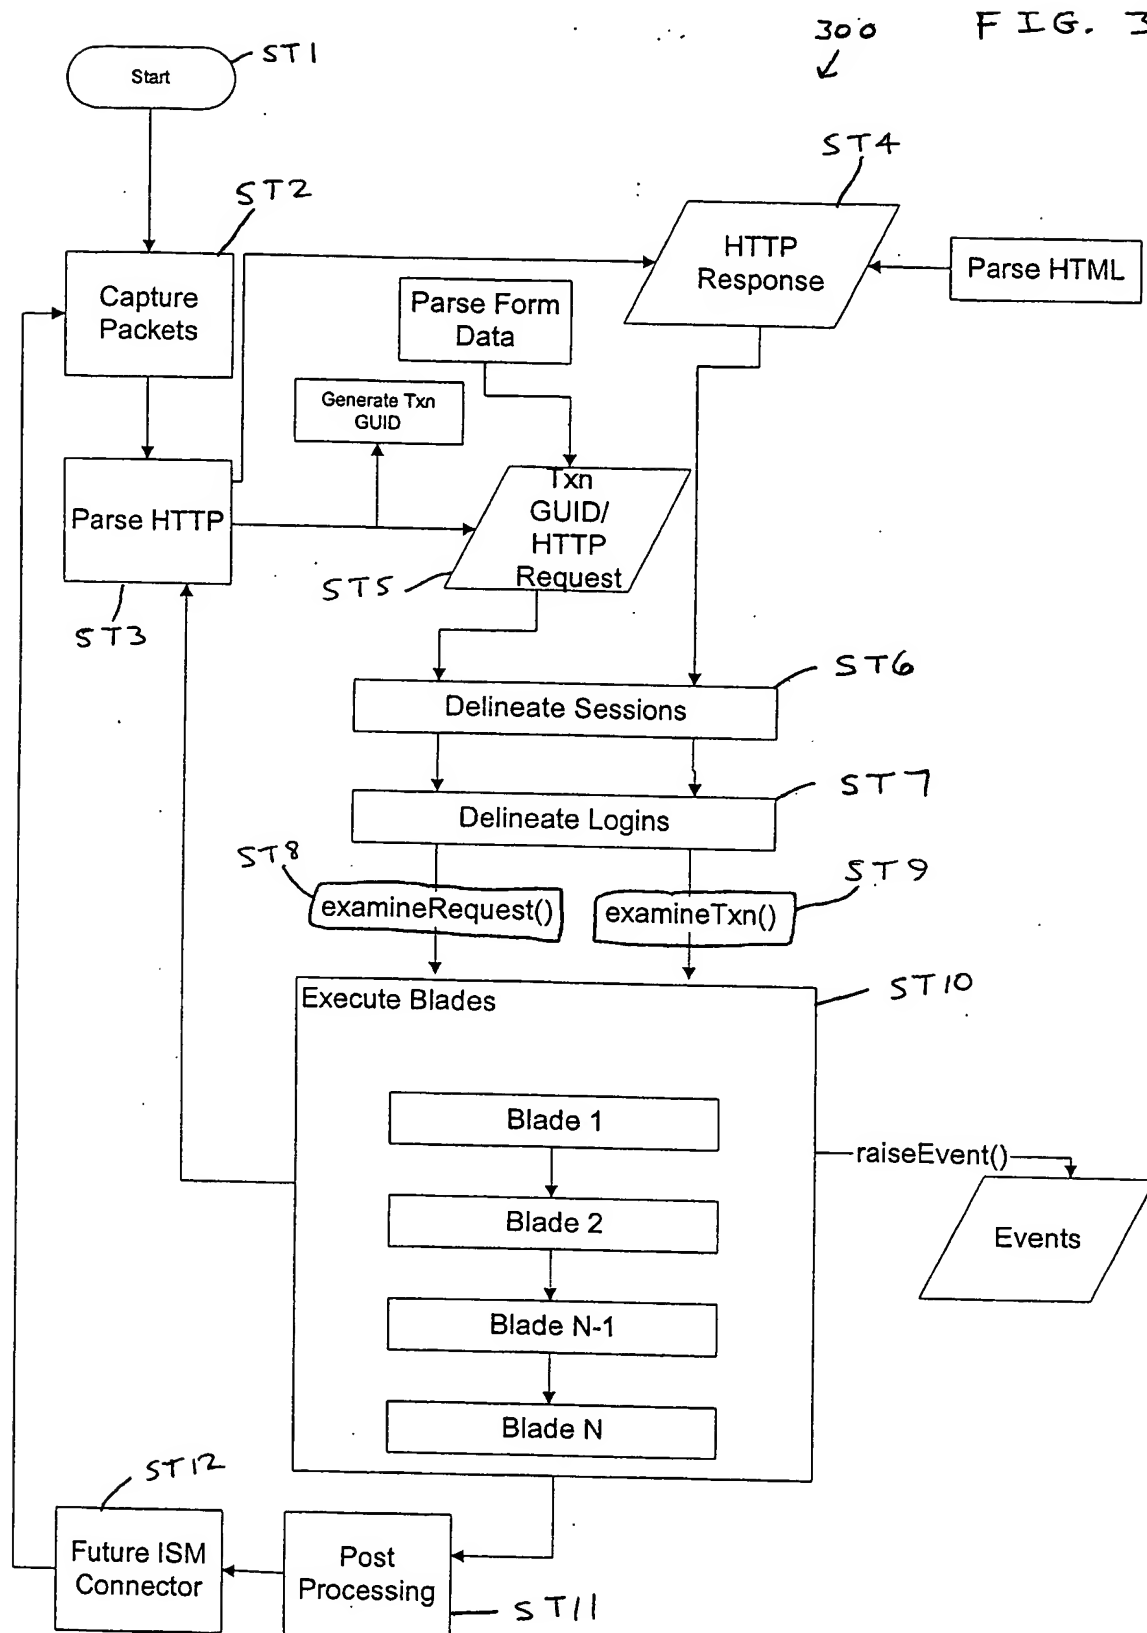 300
FIG. 3
ST1
Start
ST4
ST2
HTTP
Response
Parse HTML
Capture
Packets
Parse Form
Data
Generate Txn
GUID
Parse HTTP
Txn
GUID/
HTTP
Request
ST5
ST3
ST6
Delineate Sessions
ST7
Delineate Logins
ST8
ST9
examineRequest()
examineTxn()
ST10
Execute Blades
Blade 1
raiseEvent()
Blade 2
Events
Blade N-1
Blade N
ST12
Future ISM
Connector
Post
Processing
ST11